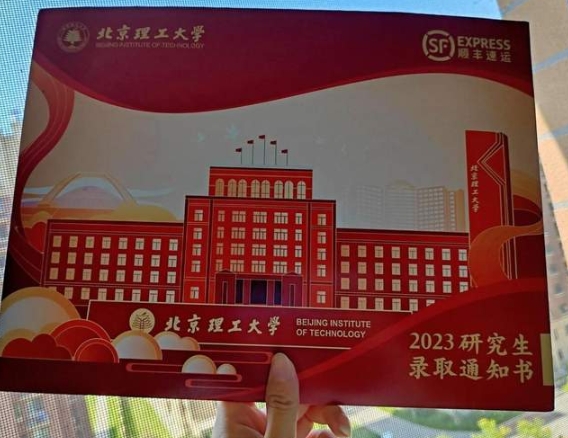 北京理工大学
BEIJING INSTITUTE OF TECHNOLOGY
SF EXPRESS
顺丰速运
北京理工大学
北京理工大学
BEIJING INSTITUTE
OF TECHNOLOGY
2023研究生
录取通知书